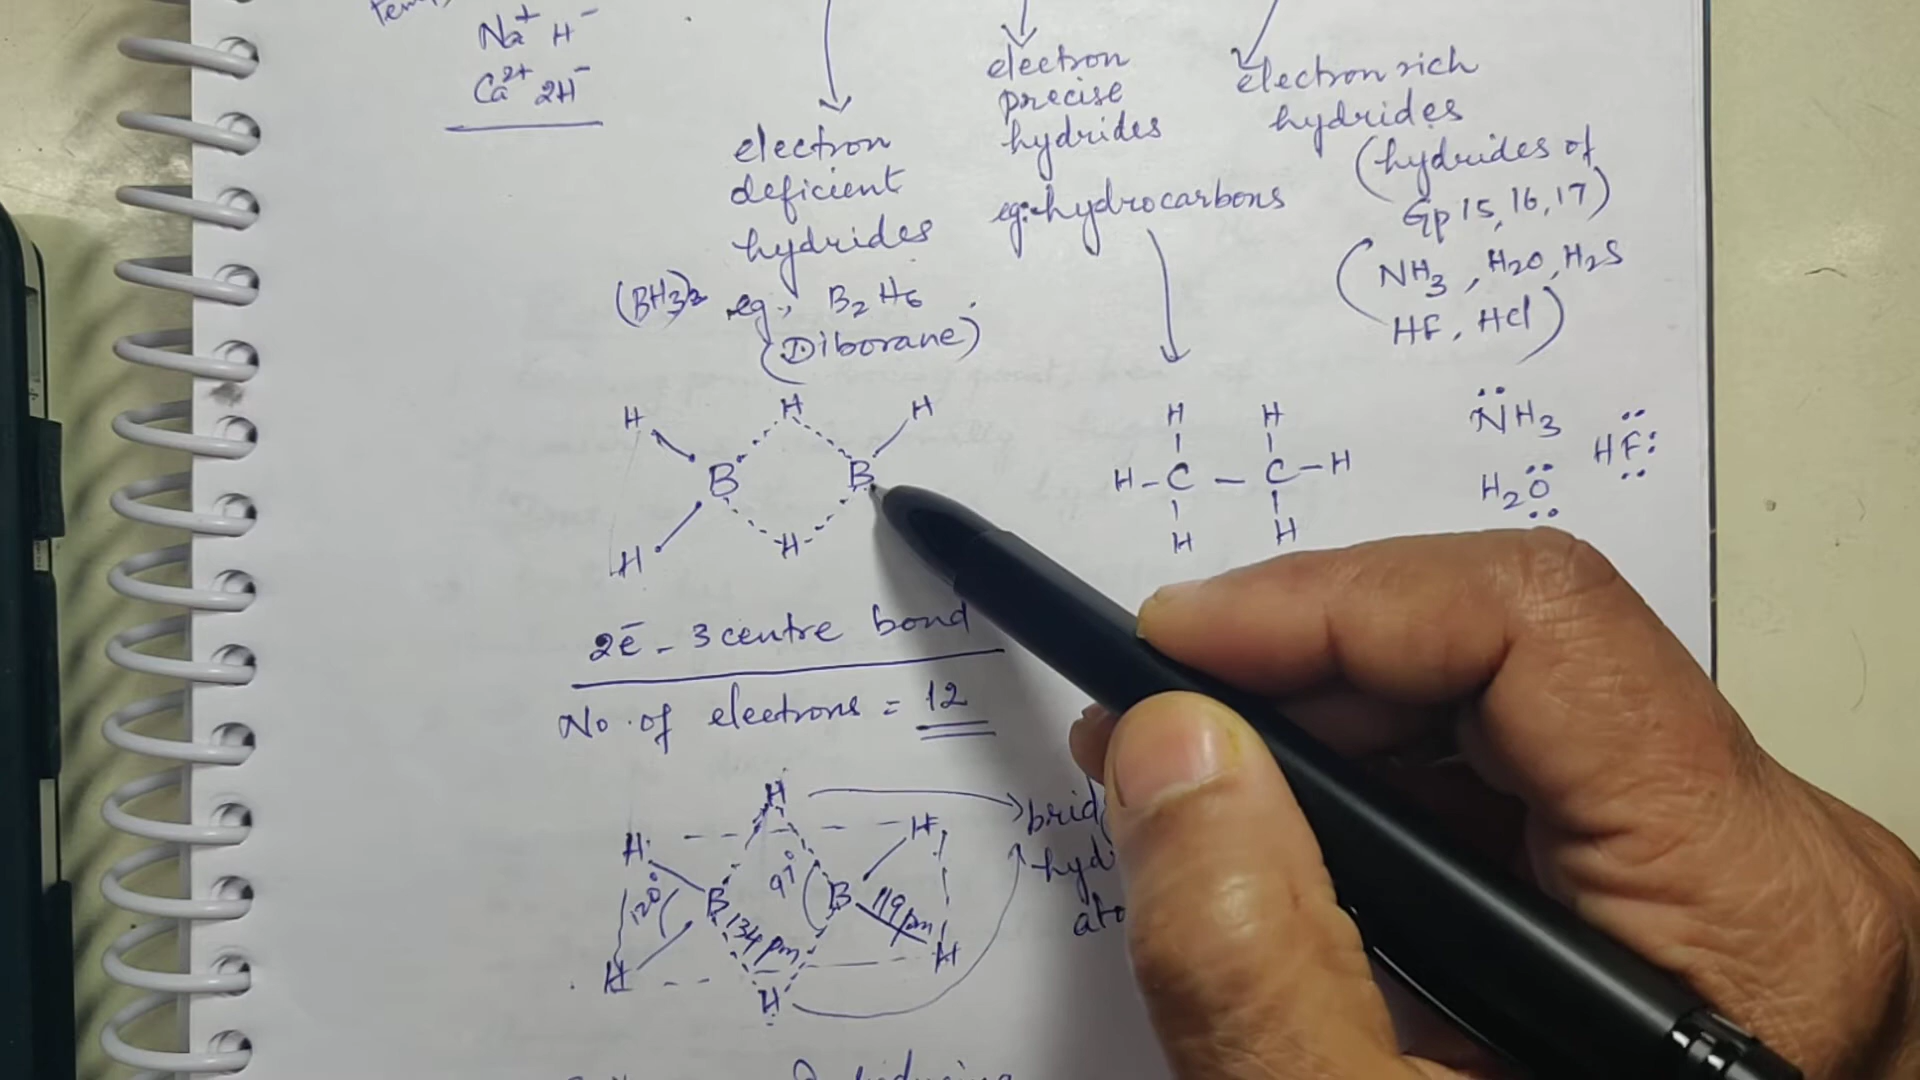 Na⁺ H⁻
Ca²⁺ 2H⁻
electron
deficient
hydrides
(BH3)2 eg., B2H6
(Diborane)
electron
precise
hydrides
eg:- hydrocarbons
electron rich
hydrides
(hydrides of
Gp 15, 16, 17)
(NH3, H2O, H2S
HF, HCl)
H H H
B B
H H
H H
H - C - C - H
H H
NH3
HF
H2O
2e⁻ - 3 centre bond
No. of electrons = 12
H
H H
120° B 91° B 119 pm
134 pm
H H
H